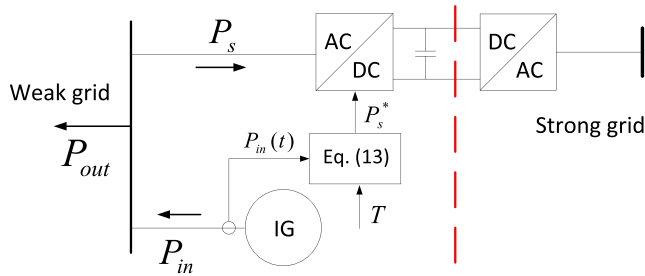 P_s
AC
DC
DC
AC
Weak grid
P_s^*
Strong grid
P_out
P_in(t)
Eq. (13)
T
IG
P_in